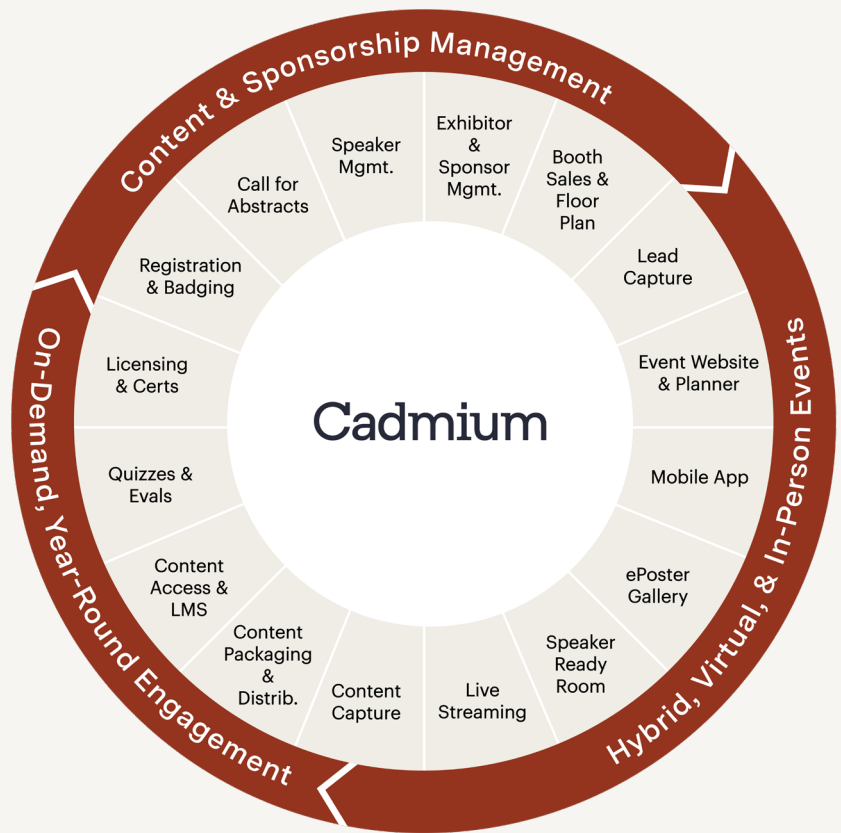 Content & Sponsorship Management
Hybrid, Virtual, & In-Person Events
On-Demand, Year-Round Engagement
Exhibitor
&
Sponsor
Mgmt.
Booth
Sales &
Floor
Plan
Lead
Capture
Event Website
& Planner
Mobile App
ePoster
Gallery
Speaker
Ready
Room
Live
Streaming
Content
Capture
Content
Packaging
&
Distrib.
Content
Access &
LMS
Quizzes &
Evals
Licensing
& Certs
Registration
& Badging
Call for
Abstracts
Speaker
Mgmt.
Cadmium